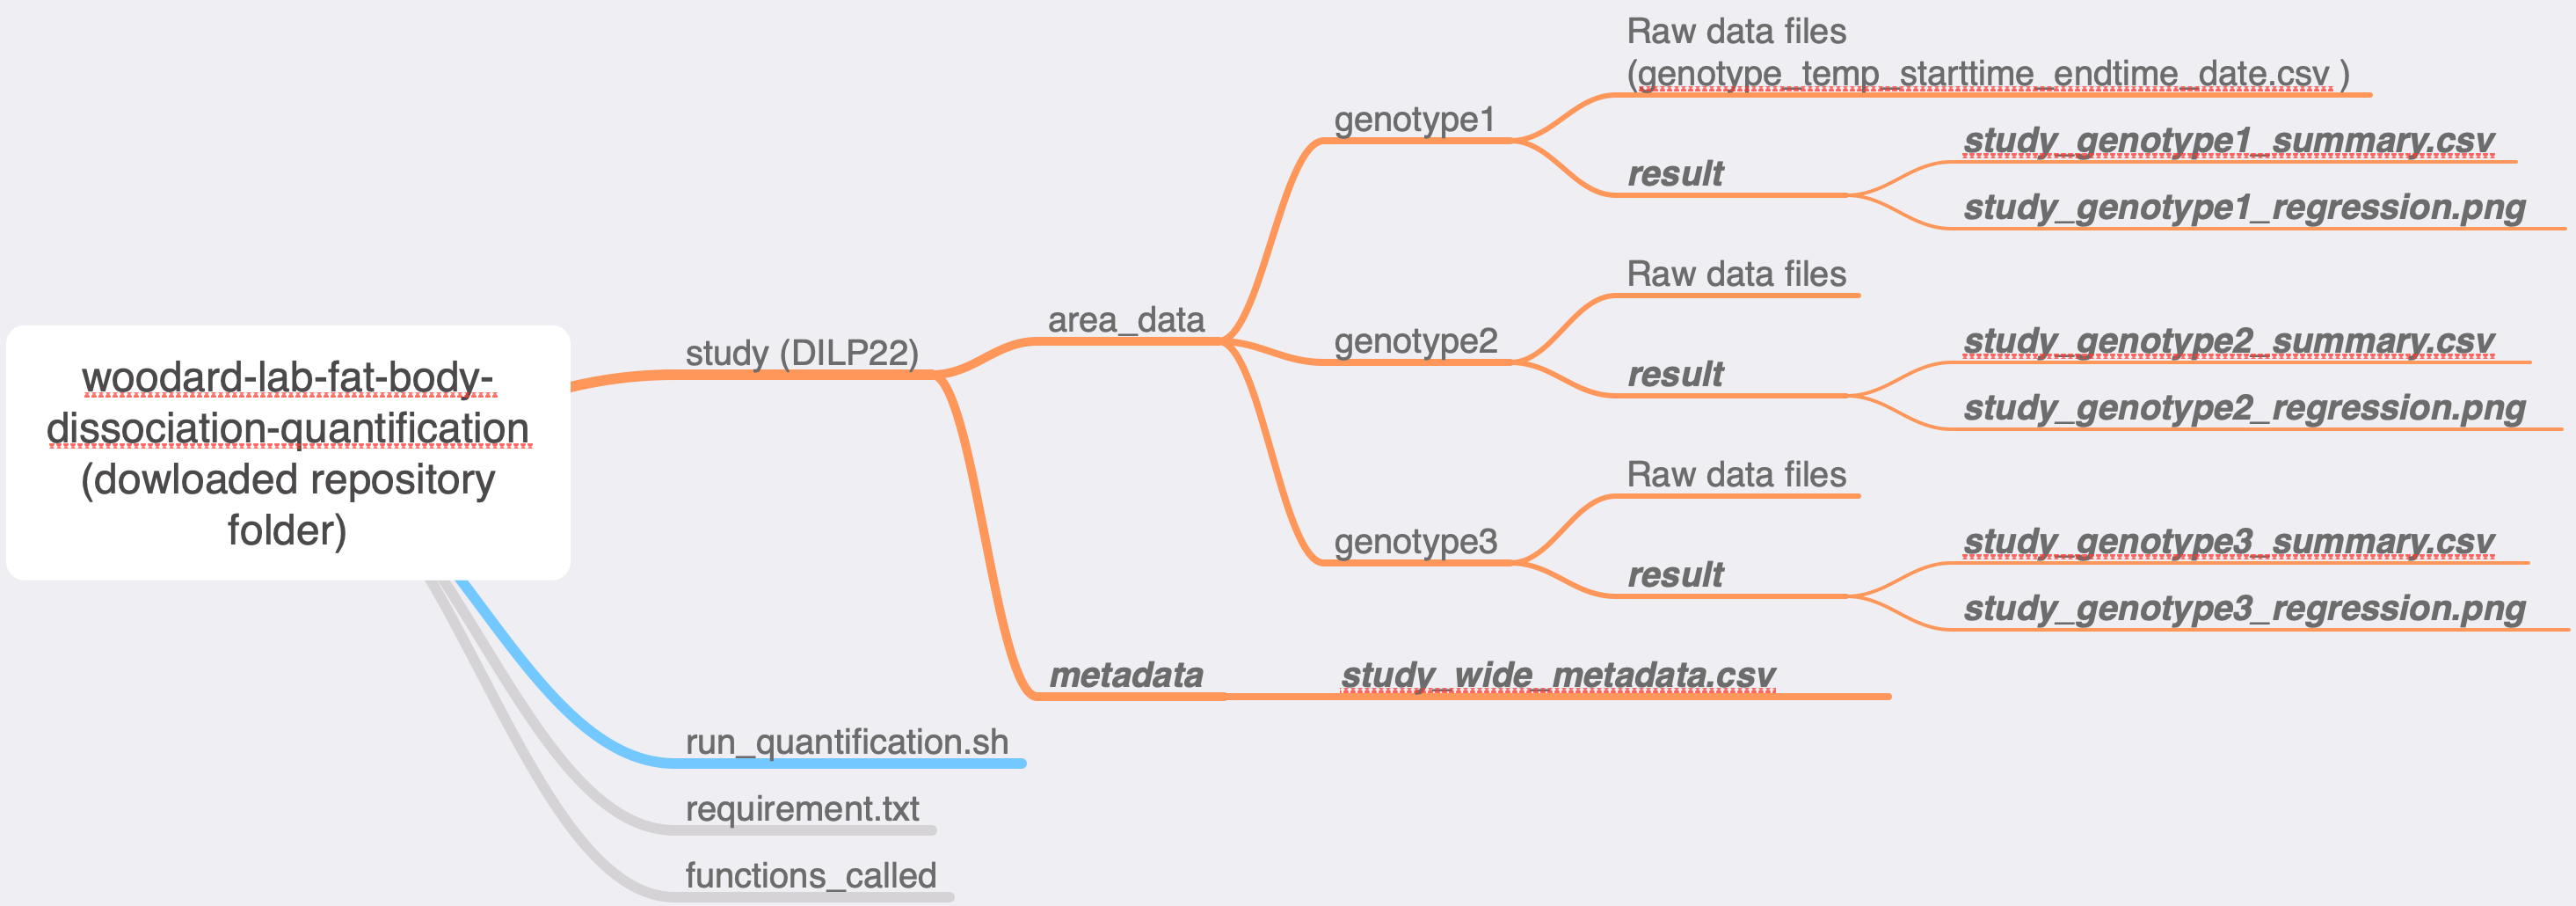 woodard-lab-fat-body-
dissociation-quantification
(dowloaded repository
folder)
study (DILP22)
area_data
genotype1
Raw data files
(genotype_temp_starttime_endtime_date.csv )
result
study_genotype1_summary.csv
study_genotype1_regression.png
genotype2
Raw data files
result
study_genotype2_summary.csv
study_genotype2_regression.png
genotype3
Raw data files
result
study_genotype3_summary.csv
study_genotype3_regression.png
metadata
study_wide_metadata.csv
run_quantification.sh
requirement.txt
functions_called